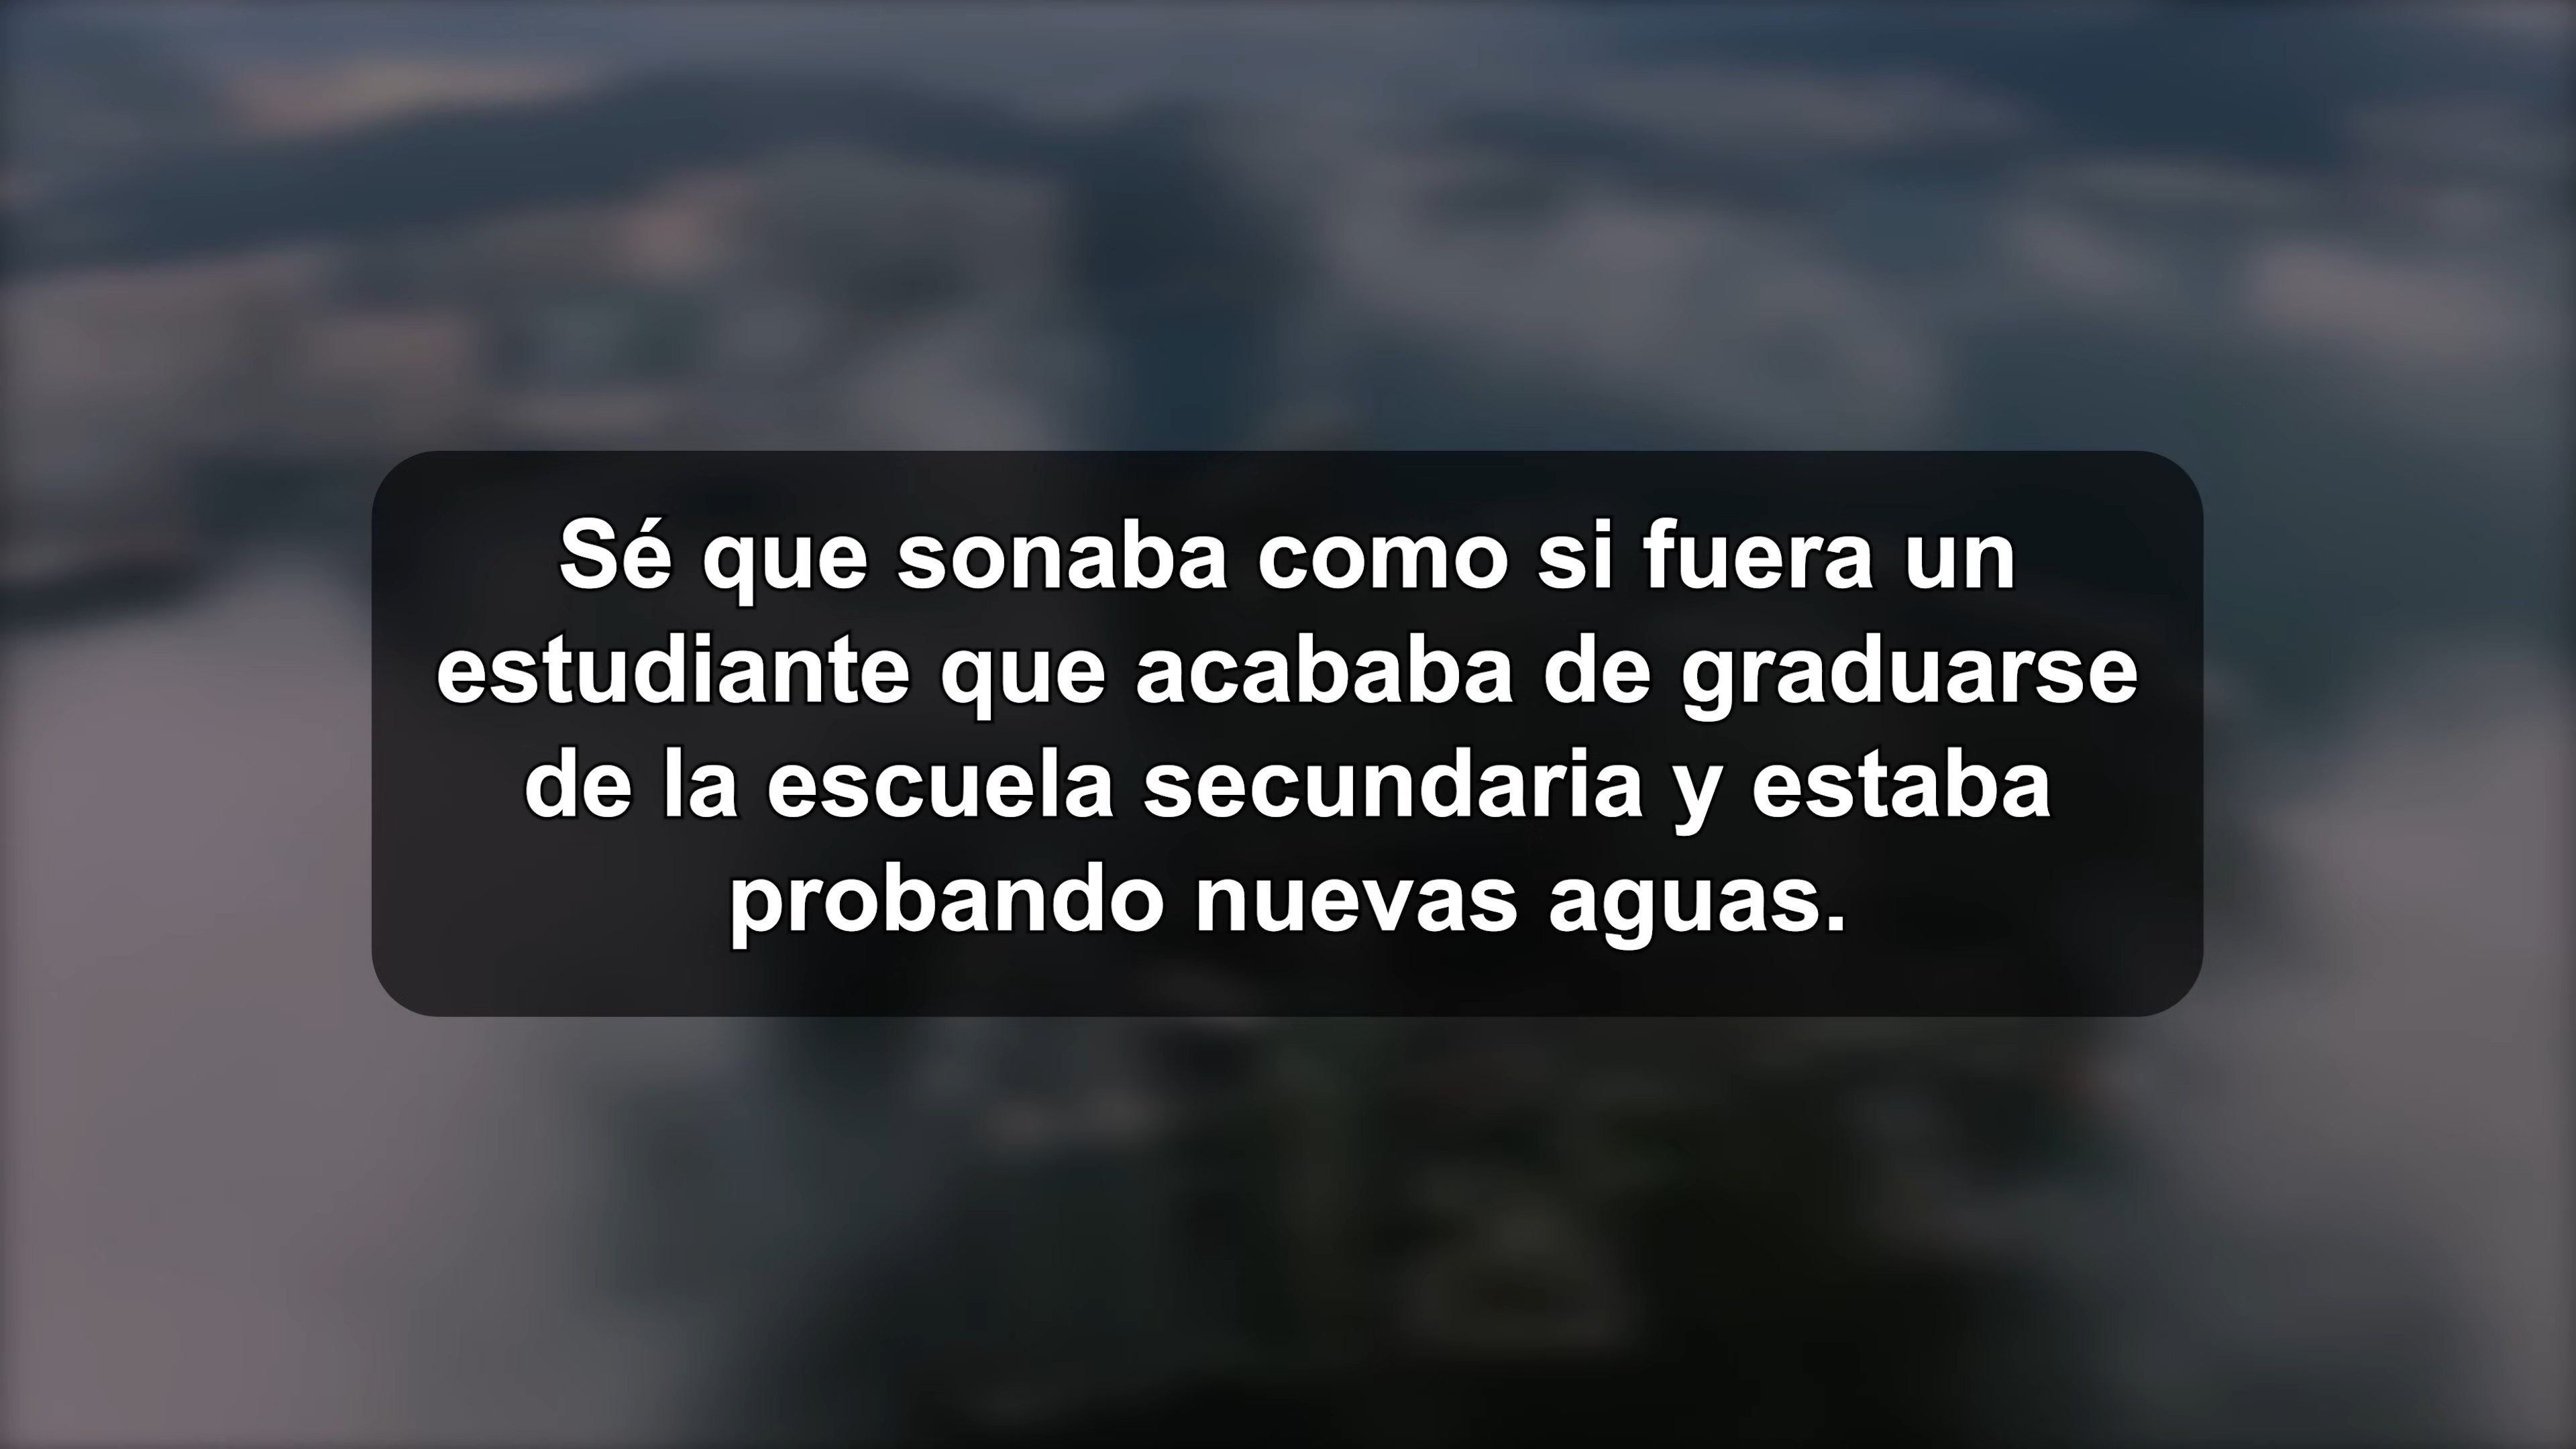 Sé que sonaba como si fuera un
estudiante que acababa de graduarse
de la escuela secundaria y estaba
probando nuevas aguas.